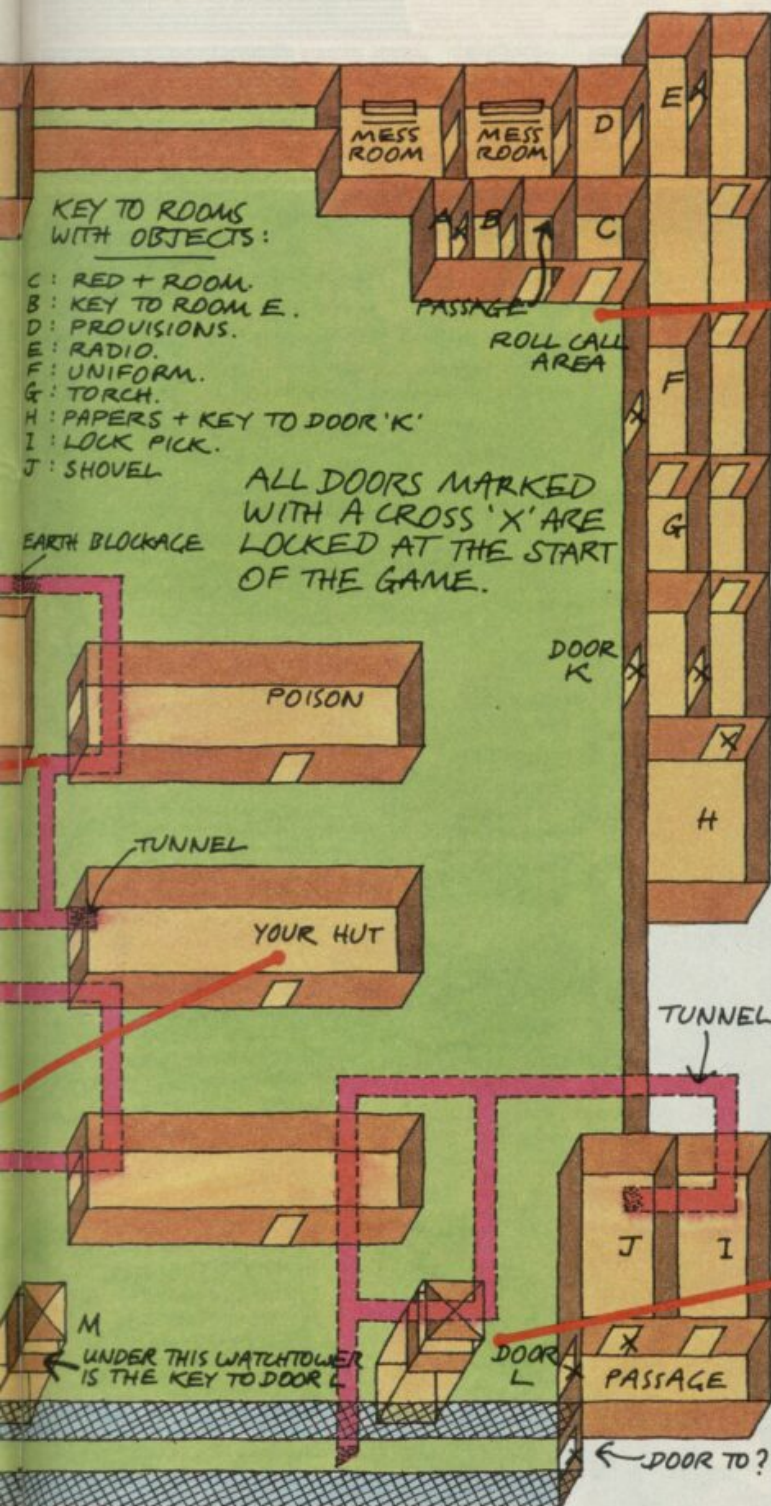 E
MESS
ROOM
MESS
ROOM
D
A
B
C
PASSAGE
ROLL CALL
AREA
KEY TO ROOMS
WITH OBJECTS:
C: RED + ROOM.
B: KEY TO ROOM E.
D: PROVISIONS.
E: RADIO.
F: UNIFORM.
G: TORCH.
H: PAPERS + KEY TO DOOR 'K'
I: LOCK PICK.
J: SHOVEL
ALL DOORS MARKED
WITH A CROSS 'X' ARE
LOCKED AT THE START
OF THE GAME.
F
X
G
EARTH BLOCKAGE
DOOR
K
X
X
POISON
X
H
TUNNEL
YOUR HUT
TUNNEL
J
I
M
UNDER THIS WATCHTOWER
IS THE KEY TO DOOR L
DOOR
L
X
X
PASSAGE
X
DOOR TO?